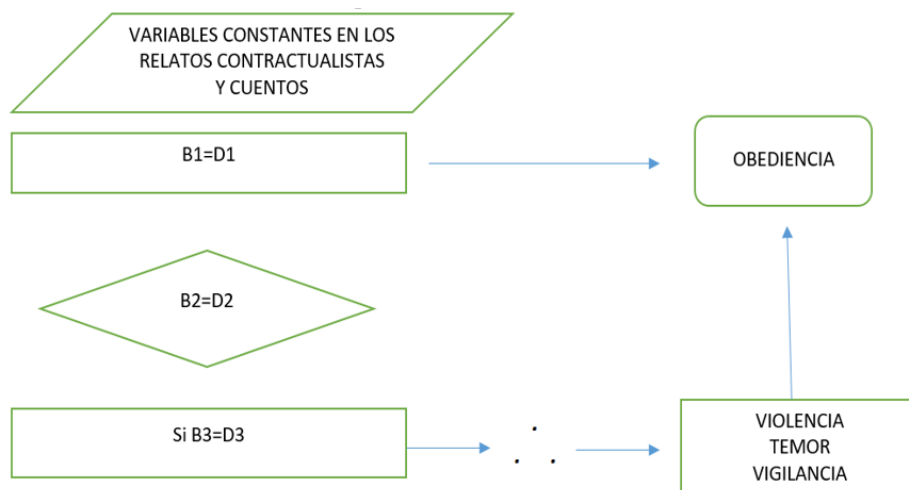 VARIABLES CONSTANTES EN LOS
RELATOS CONTRACTUALISTAS
Y CUENTOS
B1=D1
OBEDIENCIA
B2=D2
Si B3=D3
VIOLENCIA
TEMOR
VIGILANCIA